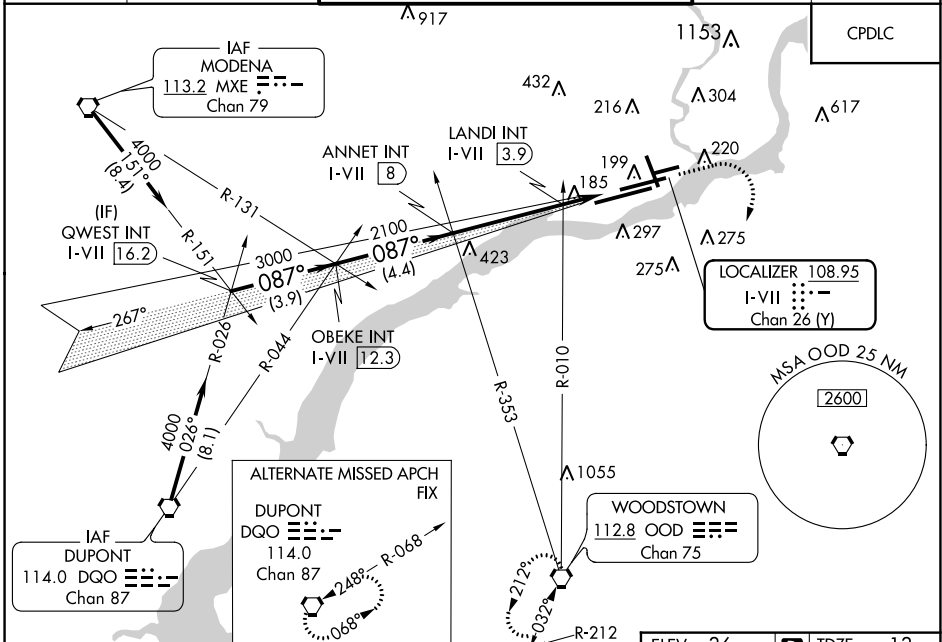 917
1153
CPDLC
IAF
MODENA
113.2 MXE
Chan 79
432
216
304
617
LANDI INT
I-VII 3.9
ANNET INT
I-VII 8
199
220
185
4000
151°
(8.4)
R-131
(IF)
QWEST INT
I-VII 16.2
R-151
3000
087°
(3.9)
2100
087°
(4.4)
423
297
275
275
LOCALIZER 108.95
I-VII
Chan 26 (Y)
267°
R-026
R-044
OBEKE INT
I-VII 12.3
R-353
R-010
MSA OOD 25 NM
2600
4000
026°
(8.1)
1055
ALTERNATE MISSED APCH
FIX
DUPONT
DQO
114.0
Chan 87
R-068
248°
068°
WOODSTOWN
112.8 OOD
Chan 75
IAF
DUPONT
114.0 DQO
Chan 87
212°
032°
R-212
ELEV 36
D
TDZE 12